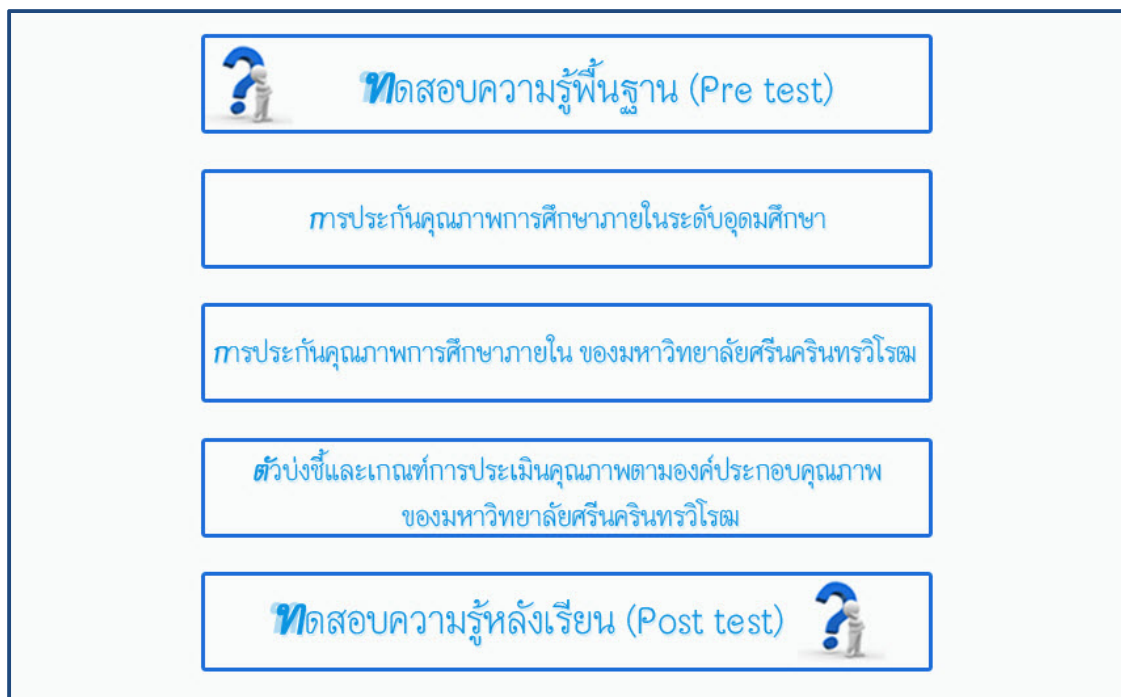 ทดสอบความรู้พื้นฐาน (Pre test)
การประกันคุณภาพการศึกษาภายในระดับอุดมศึกษา
การประกันคุณภาพการศึกษาภายใน ของมหาวิทยาลัยศรีนครินทรวิโรฒ
ตัวบ่งชี้และเกณฑ์การประเมินคุณภาพตามองค์ประกอบคุณภาพ
ของมหาวิทยาลัยศรีนครินทรวิโรฒ
ทดสอบความรู้หลังเรียน (Post test)